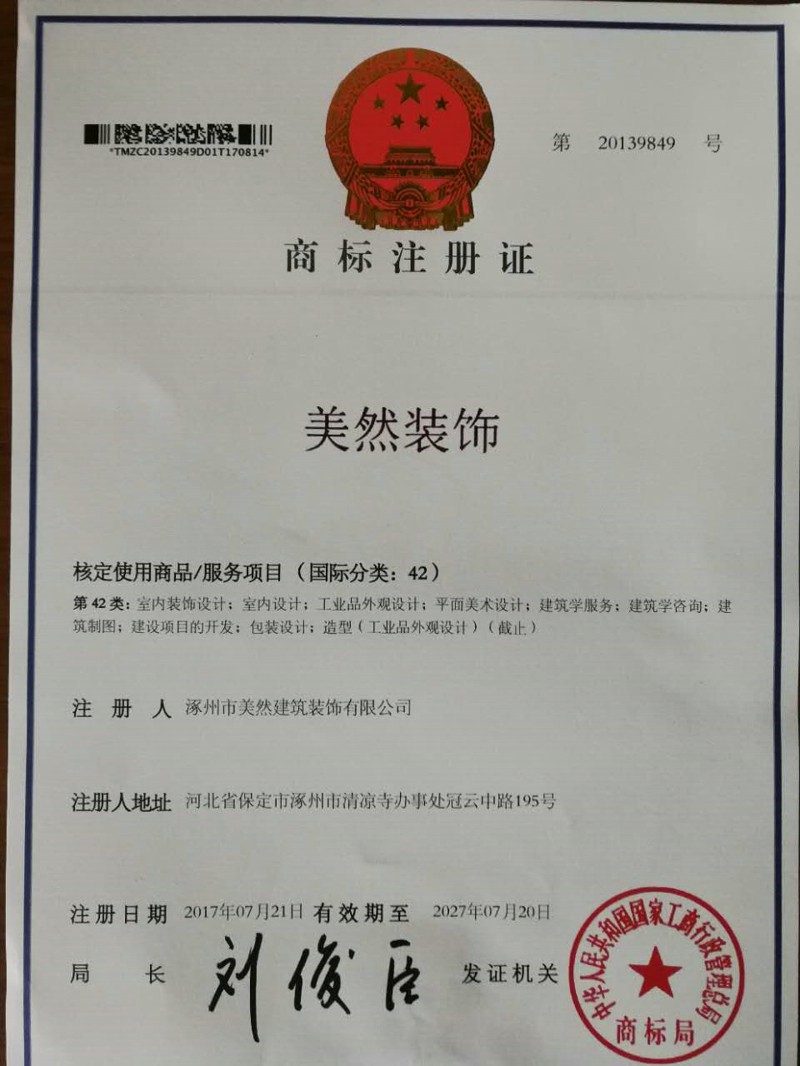 *TMZC20139849D01T170814*
第 20139849 号
商标注册证
美然装饰
核定使用商品/服务项目（国际分类：42）
第 42 类：室内装饰设计；室内设计；工业品外观设计；平面美术设计；建筑学服务；建筑学咨询；建
筑制图；建设项目的开发；包装设计；造型（工业品外观设计）（截止）
注 册 人 涿州市美然建筑装饰有限公司
注册人地址 河北省保定市涿州市清凉寺办事处冠云中路195号
注册日期 2017年07月21日 有效期至 2027年07月20日
局 长 刘俊臣 发证机关
中华人民共和国国家工商行政管理总局
商标局